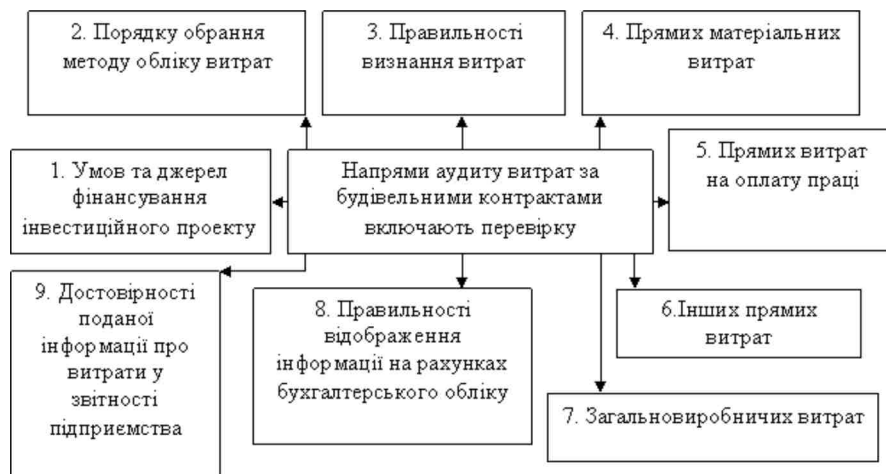 2. Порядку обрання
методу обліку витрат
3. Правильності
визнання витрат
4. Прямих матеріальних
витрат
1. Умов та джерел
фінансування
інвестиційного проекту
Напрями аудиту витрат за
будівельними контрактами
включають перевірку
5. Прямих витрат
на оплату праці
9. Достовірності
поданої
інформації про
витрати у
звітності
підприємства
8. Правильності
відображення
інформації на рахунках
бухгалтерського обліку
6.Інших прямих
витрат
7. Загальновиробничих витрат